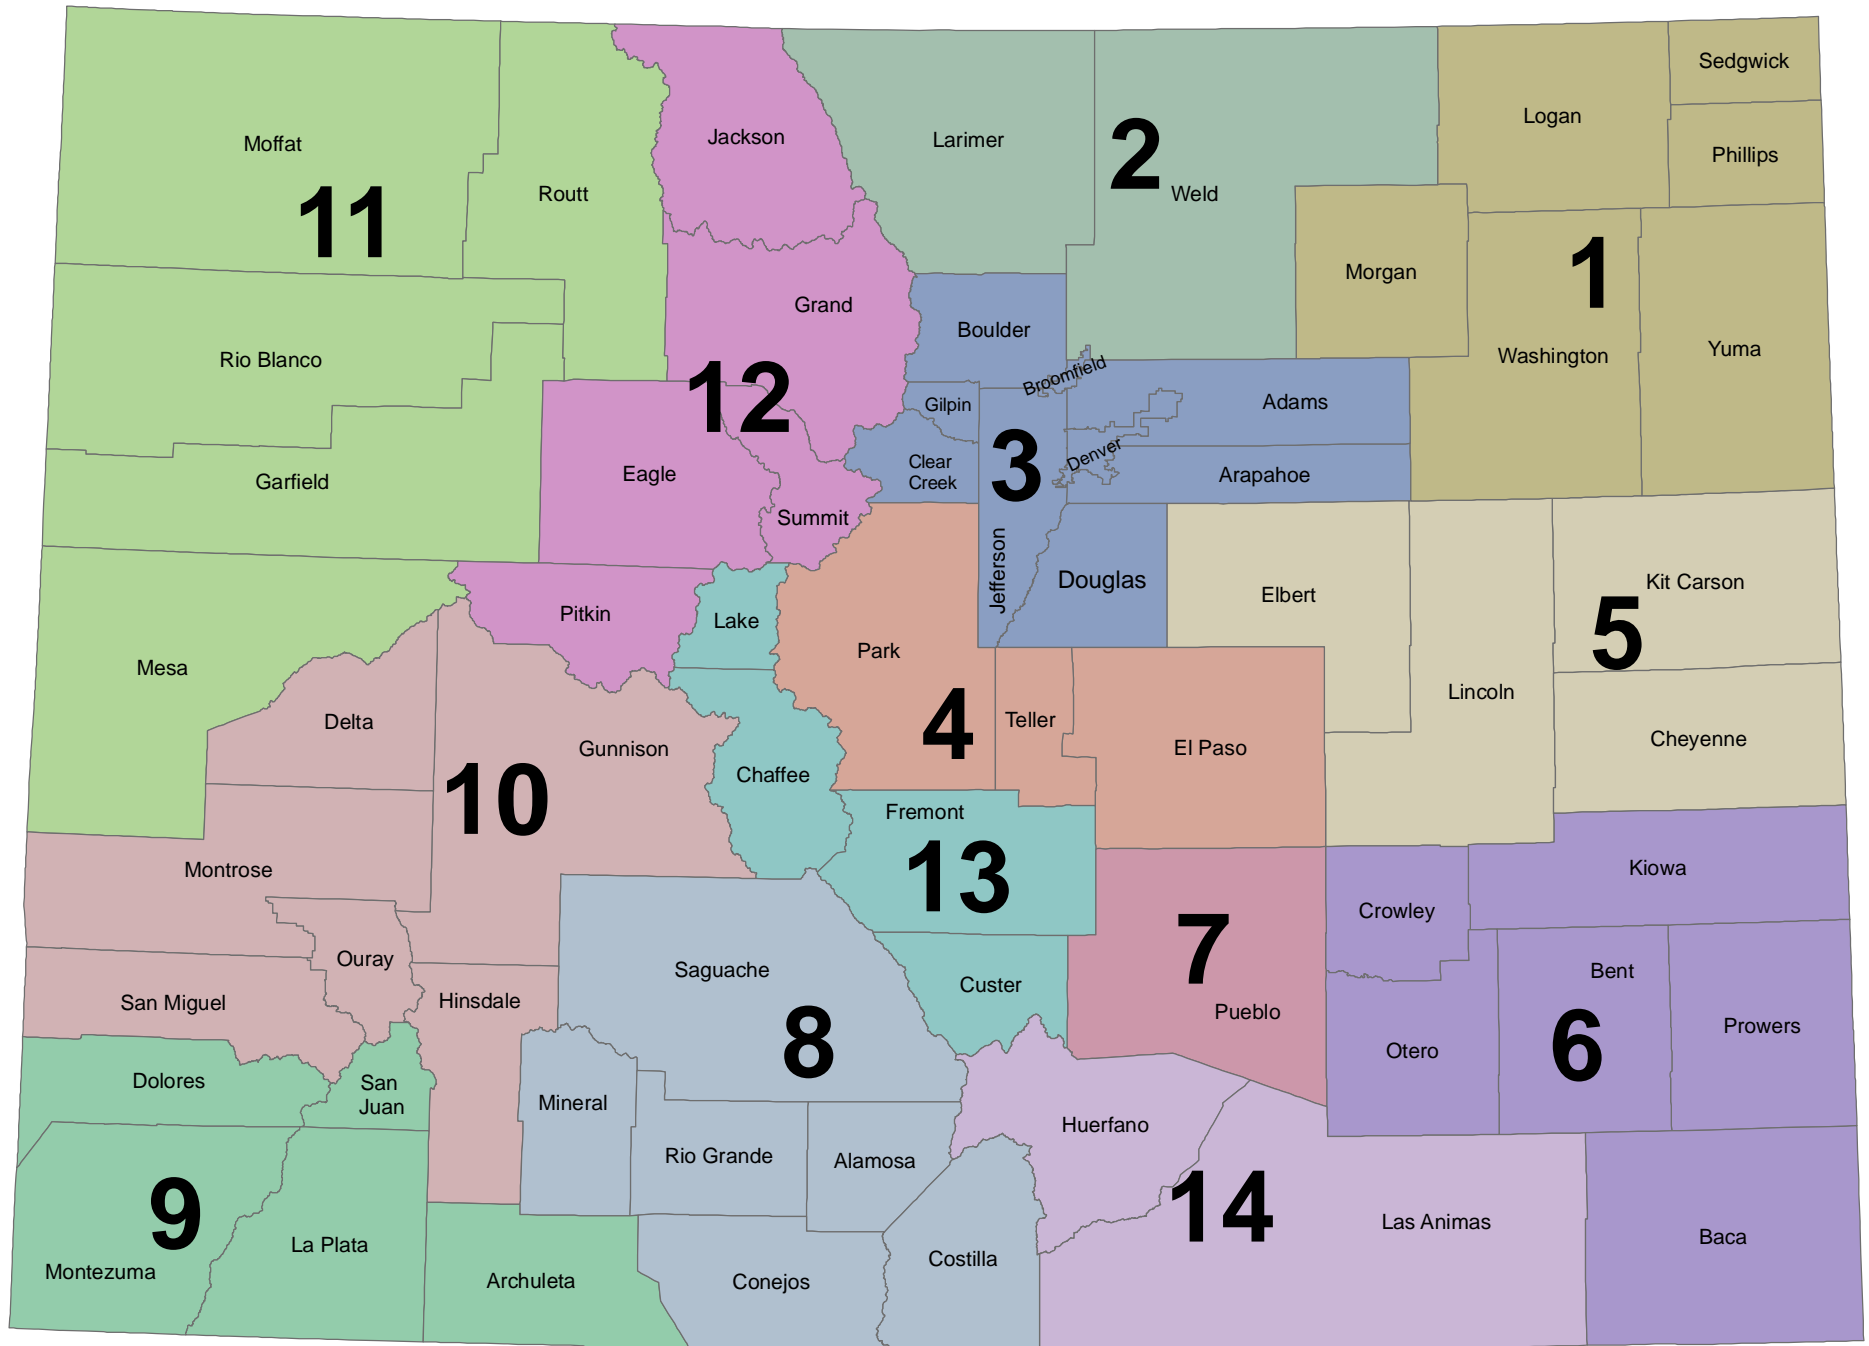 Sedgwick
Logan
Jackson
Larimer
Moffat
2
Phillips
Routt
Weld
11
1
Morgan
Grand
Boulder
Yuma
Rio Blanco
Washington
Broomfield
12
Gilpin
Adams
3
Denver
Clear
Creek
Eagle
Arapahoe
Garfield
Summit
Jefferson
Douglas
Kit Carson
Elbert
Pitkin
Lake
5
Park
Mesa
Lincoln
Delta
4
Teller
Cheyenne
Gunnison
El Paso
Chaffee
10
Fremont
Montrose
13
Kiowa
Crowley
7
Ouray
Saguache
Bent
Custer
San Miguel
Hinsdale
Pueblo
Prowers
8
6
Otero
Dolores
San
Juan
Mineral
Huerfano
Rio Grande
Alamosa
9
14
Las Animas
La Plata
Baca
Costilla
Montezuma
Archuleta
Conejos